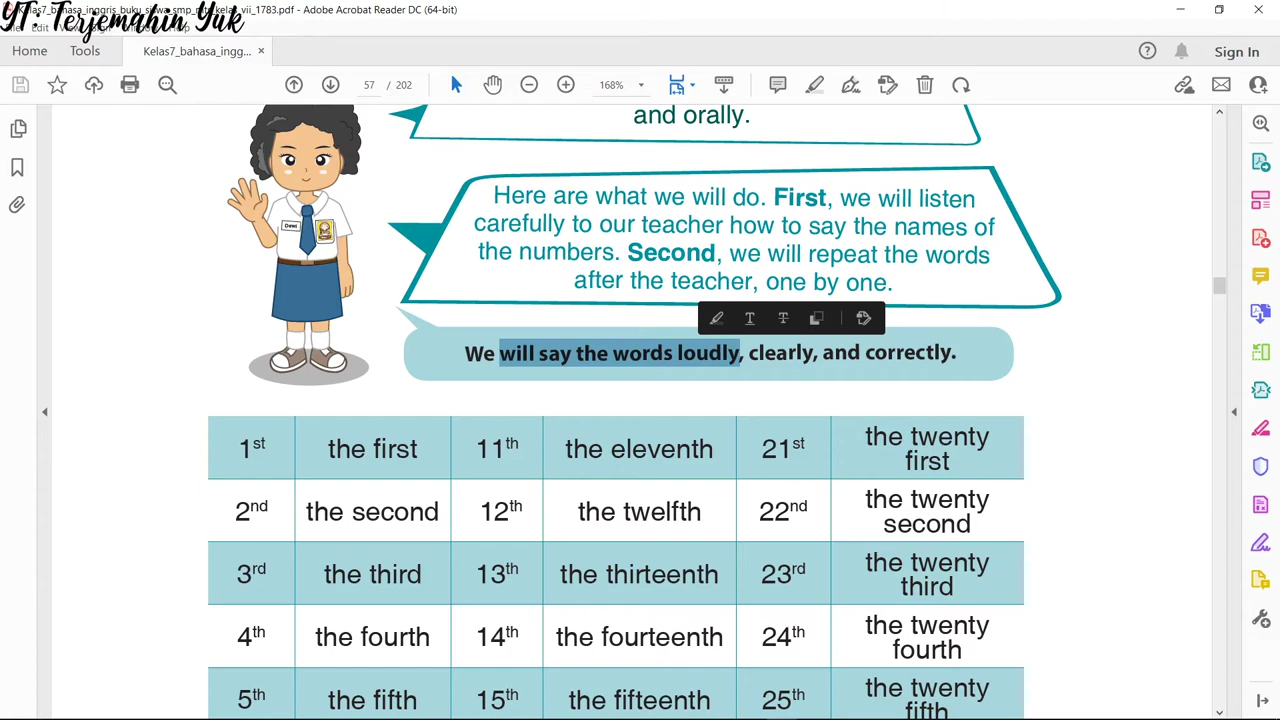 YT: Terjemahin Yuk
Kelas7_bahasa_inggris_buku_siswa_smp_mts_kelas_vii_1783.pdf - Adobe Acrobat Reader DC (64-bit)
Home Tools Kelas7_bahasa_ingg... × Sign In
57 / 202 168%
and orally.
Here are what we will do. First, we will listen
carefully to our teacher how to say the names of
the numbers. Second, we will repeat the words
after the teacher, one by one.
Dewi
We will say the words loudly, clearly, and correctly.
1st the first 11th the eleventh 21st the twenty first
2nd the second 12th the twelfth 22nd the twenty second
3rd the third 13th the thirteenth 23rd the twenty third
4th the fourth 14th the fourteenth 24th the twenty fourth
5th the fifth 15th the fifteenth 25th the twenty fifth